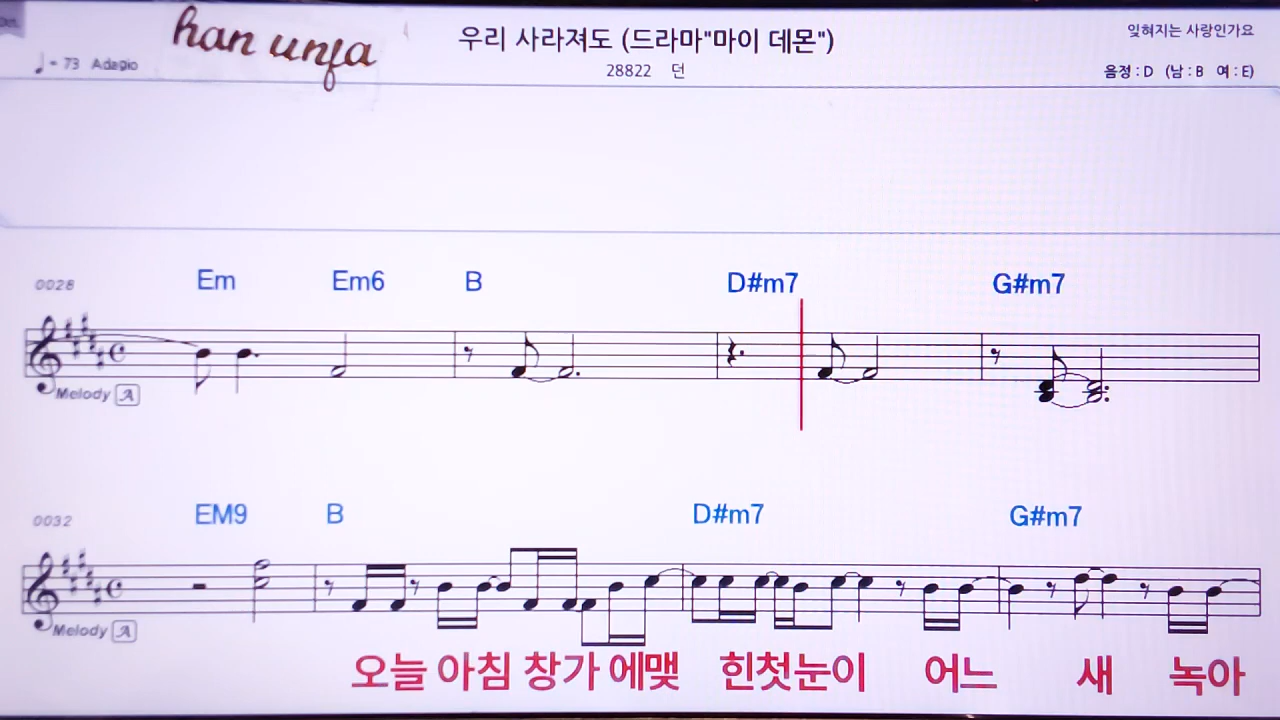 han unfa
우리 사라져도 (드라마"마이 데몬")
잊혀지는 사랑인가요
♩= 73 Adagio
28822 던
음정 : D (남 : B 여 : E)
Em Em6 B D#m7 G#m7
0028
Melody A
EM9 B D#m7 G#m7
0032
Melody A
오늘 아침 창가 에맺 힌첫눈이 어느 새 녹아